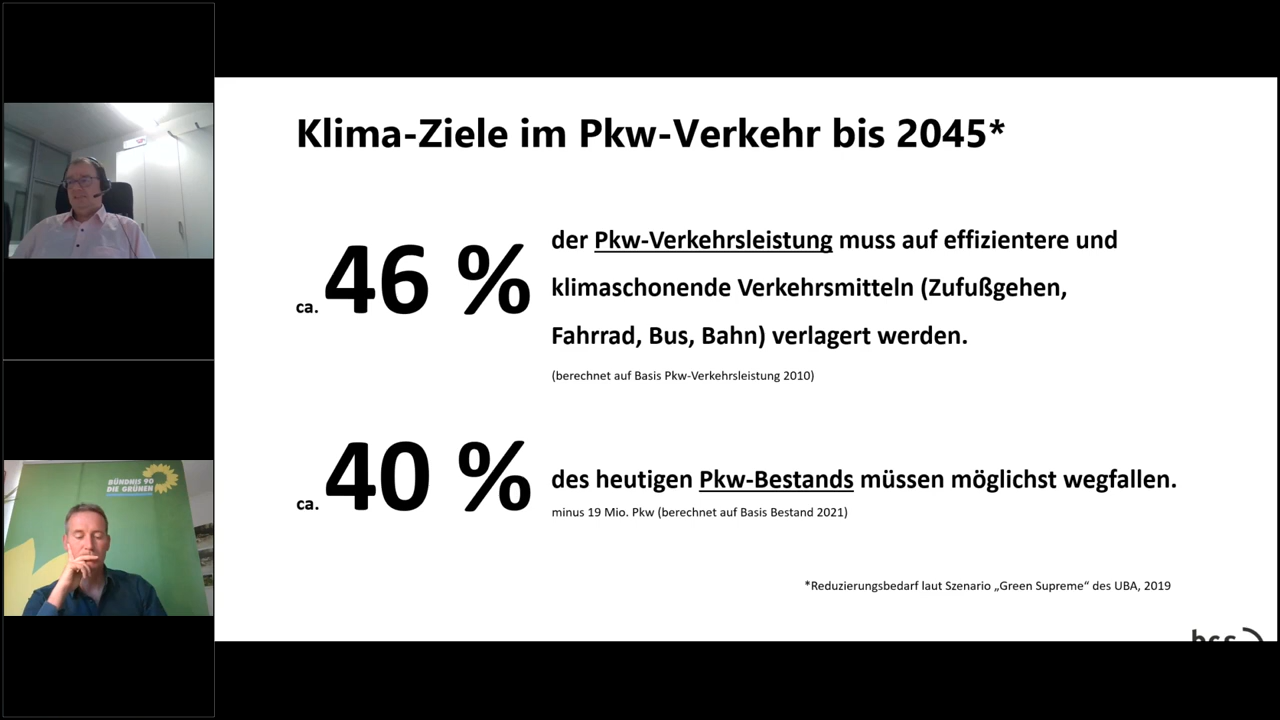 Klima-Ziele im Pkw-Verkehr bis 2045*
ca. 46 %
der Pkw-Verkehrsleistung muss auf effizientere und
klimaschonende Verkehrsmitteln (Zufußgehen,
Fahrrad, Bus, Bahn) verlagert werden.
(berechnet auf Basis Pkw-Verkehrsleistung 2010)
ca. 40 %
des heutigen Pkw-Bestands müssen möglichst wegfallen.
minus 19 Mio. Pkw (berechnet auf Basis Bestand 2021)
*Reduzierungsbedarf laut Szenario „Green Supreme“ des UBA, 2019
BÜNDNIS 90
DIE GRÜNEN